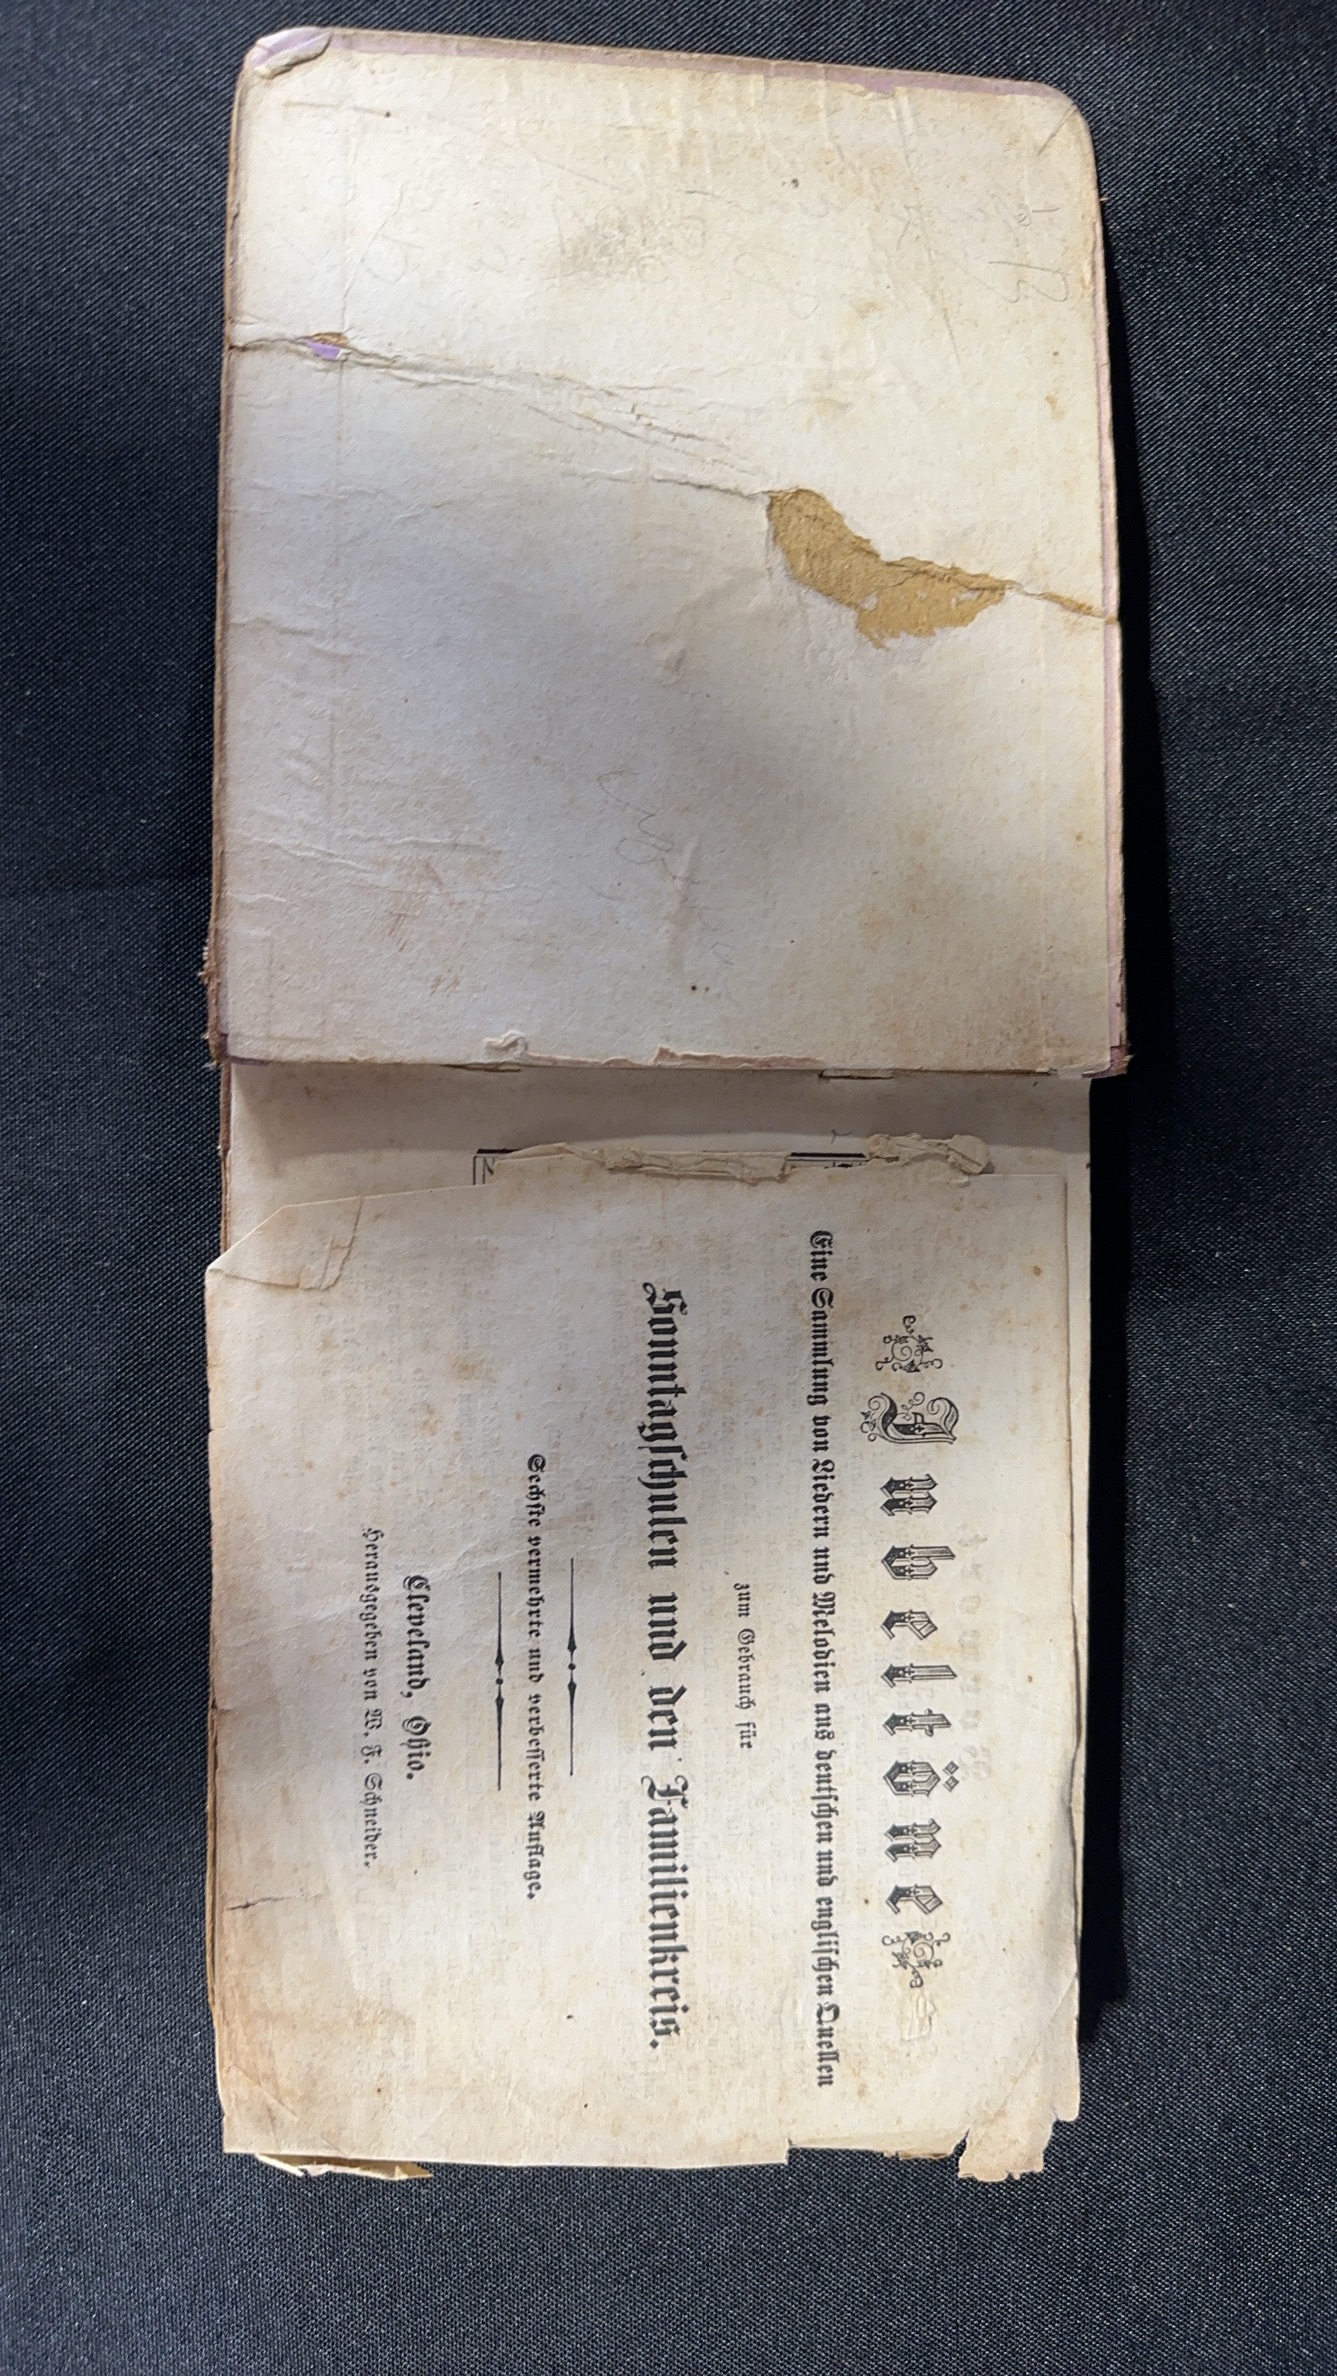 Jubeltöne
Eine Sammlung von Liedern und Melodien aus deutschen und englischen Quellen
zum Gebrauch für
Sonntagschulen und den Familienkreis.
Sechste vermehrte und verbesserte Auflage.
Cleveland, Ohio.
Herausgegeben von W. F. Schneider.